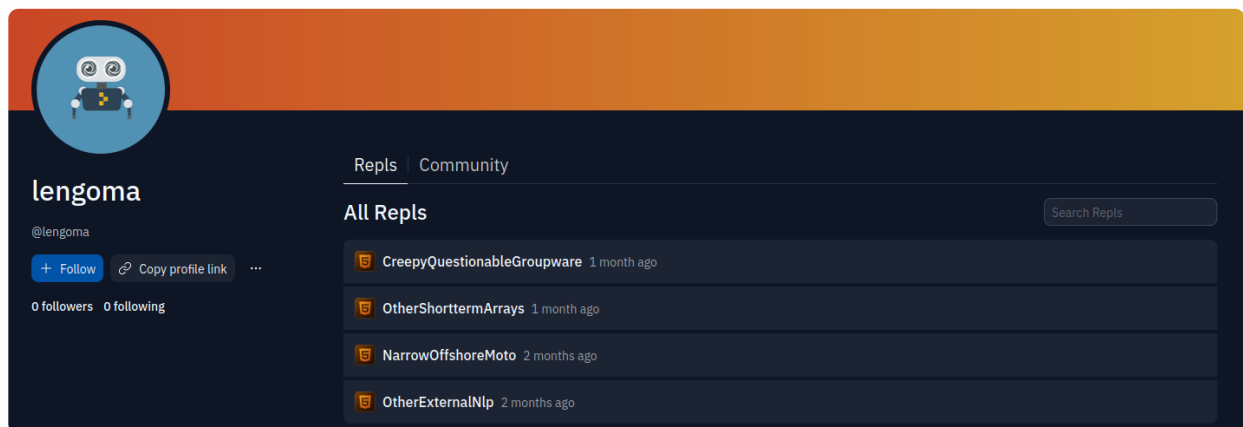 lengoma
@lengoma
+ Follow
Copy profile link
...
0 followers 0 following
Repls
Community
All Repls
Search Repls
CreepyQuestionableGroupware 1 month ago
OtherShorttermArrays 1 month ago
NarrowOffshoreMoto 2 months ago
OtherExternalNlp 2 months ago